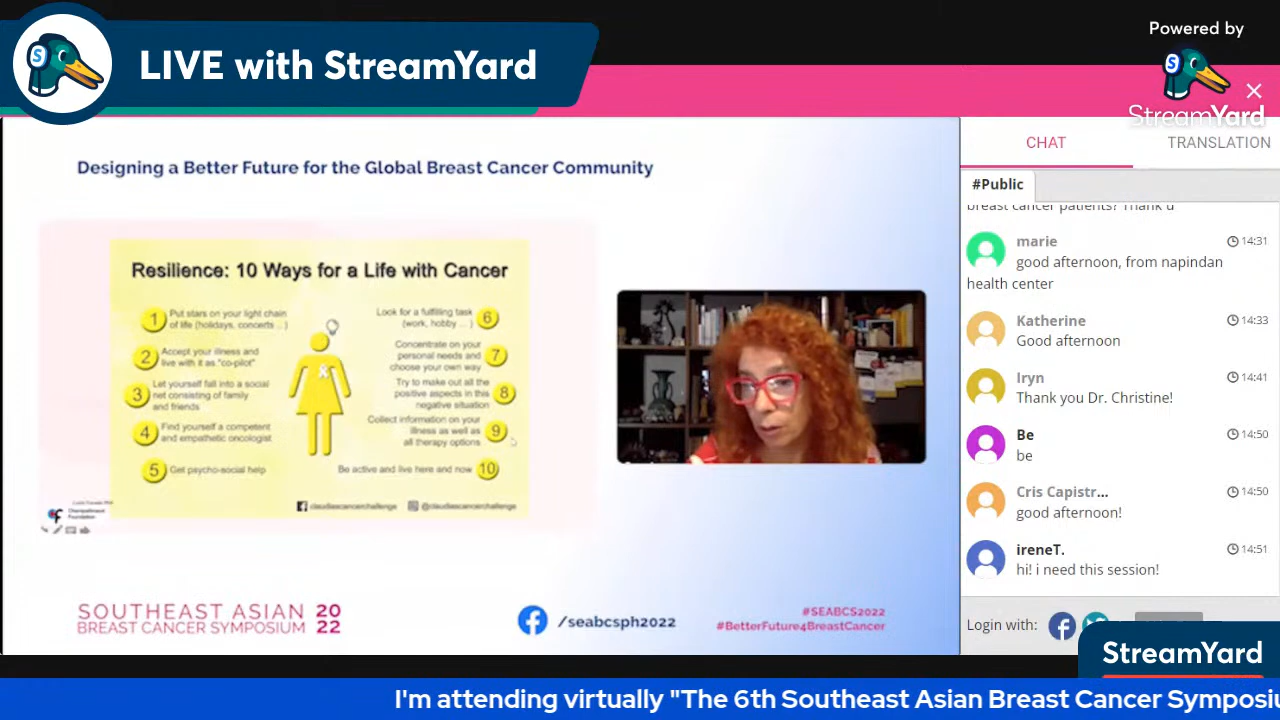 LIVE with StreamYard
Powered by
StreamYard
Designing a Better Future for the Global Breast Cancer Community
Resilience: 10 Ways for a Life with Cancer
1 Put stars on your light chain
of life (holidays, concerts ..)
2 Accept your illness and
live with it as "co-pilot"
3 Let yourself fall into a social
net consisting of family
and friends
4 Find yourself a competent
and empathetic oncologist
5 Get psycho-social help
Look for a fulfilling task 6
(work, hobby ... )
Concentrate on your 7
personal needs and
choose your own way
Try to make out all the 8
positive aspects in this
negative situation
Collect information on your 9
illness as well as
all therapy options
Be active and live here and now 10
claudiascancerchallenge
@claudiascancerchallenge
Foundation
SOUTHEAST ASIAN 20
BREAST CANCER SYMPOSIUM 22
/seabcsph2022
#SEABCS2022
#BetterFuture4BreastCancer
CHAT
TRANSLATION
#Public
breast cancer patients? Thank u
marie 14:31
good afternoon, from napindan
health center
Katherine 14:33
Good afternoon
Iryn 14:41
Thank you Dr. Christine!
Be 14:50
be
Cris Capistr... 14:50
good afternoon!
ireneT. 14:51
hi! i need this session!
Login with:
StreamYard
I'm attending virtually "The 6th Southeast Asian Breast Cancer Symposiu